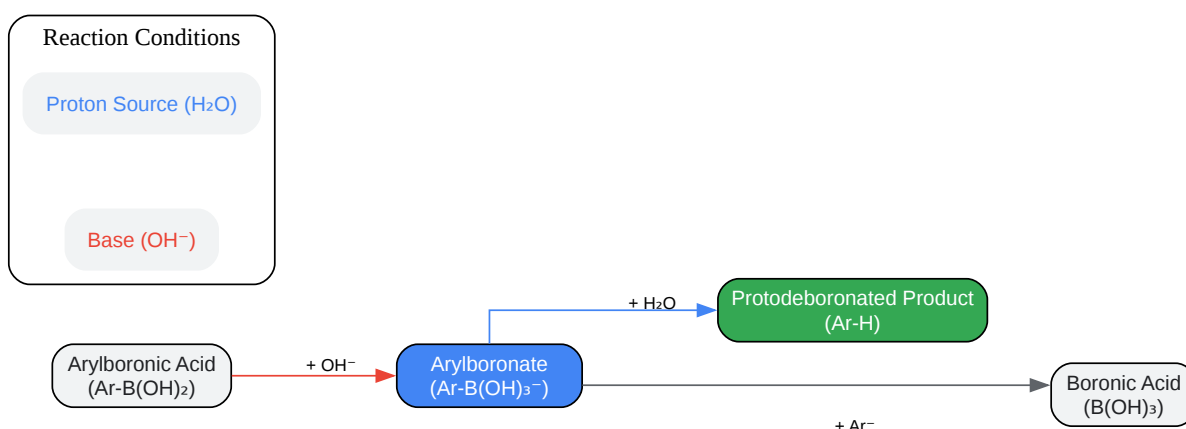 Reaction Conditions
Proton Source (H₂O)
Base (OH⁻)
+ H₂O
Protodeboronated Product
(Ar-H)
Arylboronic Acid
(Ar-B(OH)₂)
+ OH⁻
Arylboronate
(Ar-B(OH)₃⁻)
Boronic Acid
(B(OH)₃)
+ Ar⁻